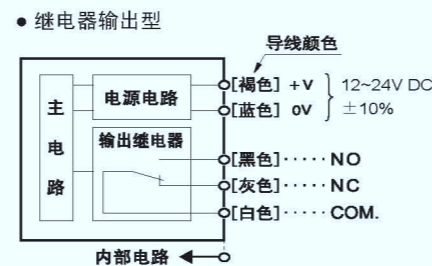 ● 继电器输出型
导线颜色
主电路
电源电路
[褐色] +V
[蓝色] 0V
12~24V DC
±10%
输出继电器
[黑色]·····NO
[灰色]·····NC
[白色]·····COM.
内部电路